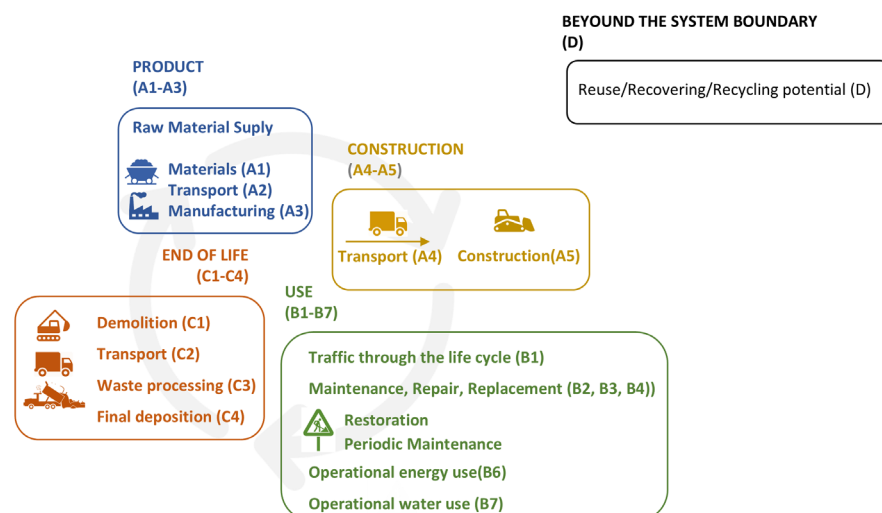 BEYOUND THE SYSTEM BOUNDARY
(D)
Reuse/Recovering/Recycling potential (D)
PRODUCT
(A1-A3)
Raw Material Suply
Materials (A1)
Transport (A2)
Manufacturing (A3)
CONSTRUCTION
(A4-A5)
Transport (A4)
Construction(A5)
END OF LIFE
(C1-C4)
Demolition (C1)
Transport (C2)
Waste processing (C3)
Final deposition (C4)
USE
(B1-B7)
Traffic through the life cycle (B1)
Maintenance, Repair, Replacement (B2, B3, B4))
Restoration
Periodic Maintenance
Operational energy use(B6)
Operational water use (B7)